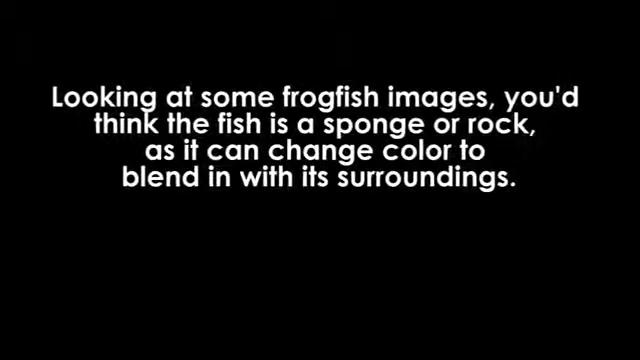 Looking at some frogfish images, you'd
think the fish is a sponge or rock,
as it can change color to
blend in with its surroundings.